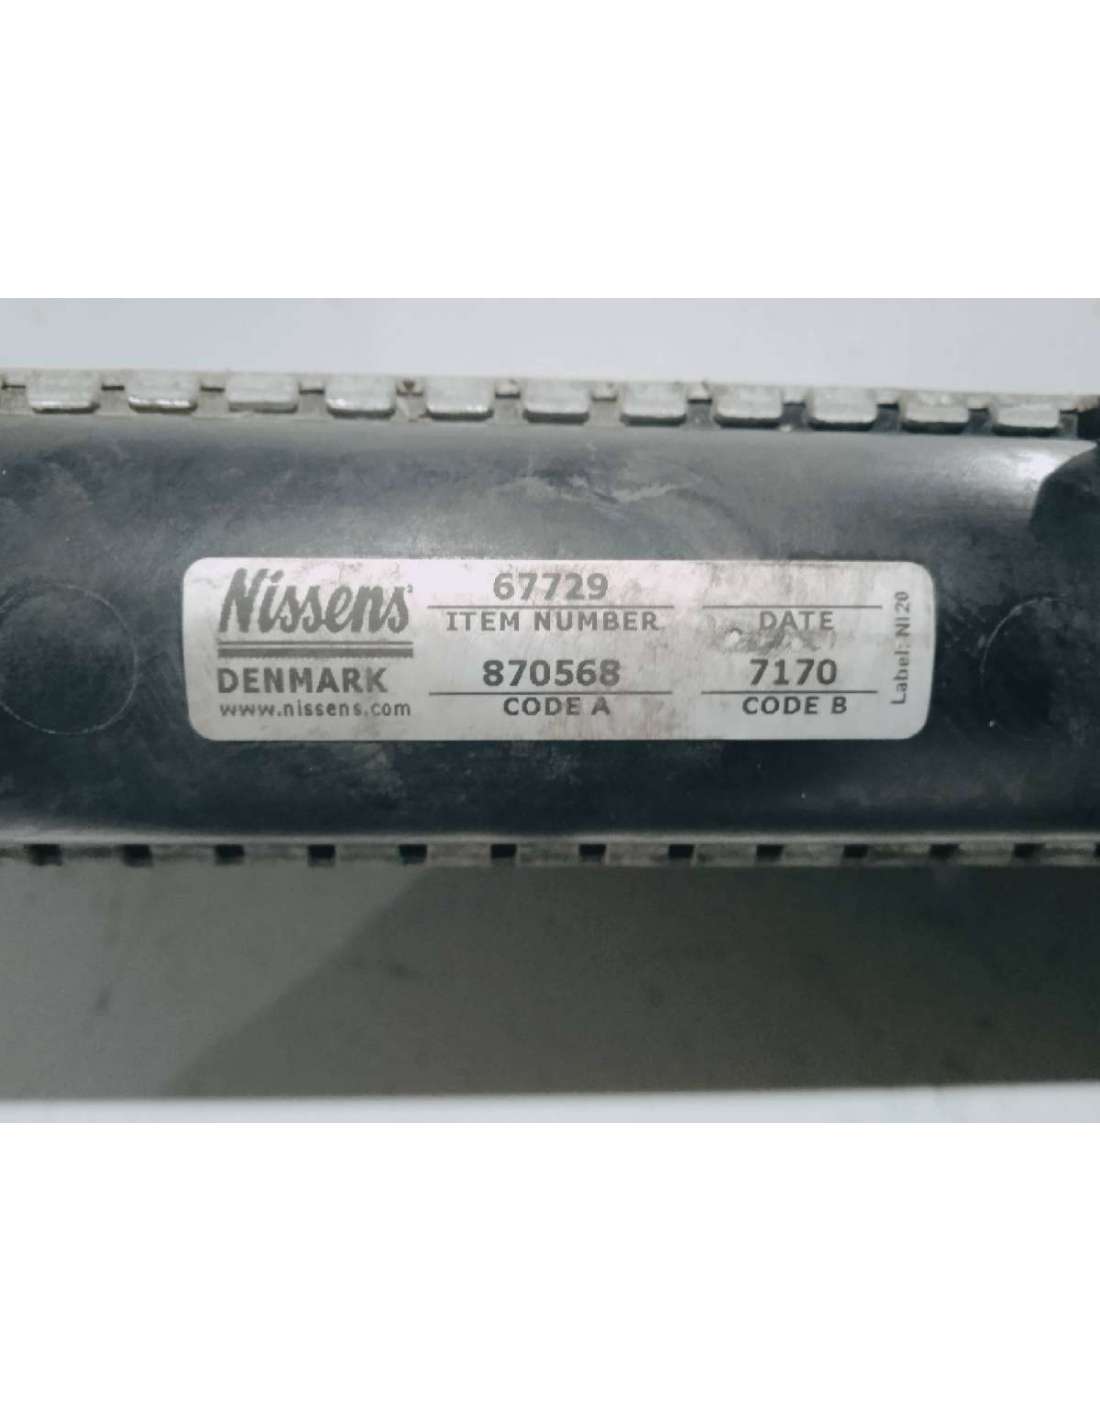 Nissens
DENMARK
www.nissens.com
67729
ITEM NUMBER
DATE
870568
CODE A
7170
CODE B
Label: NI20